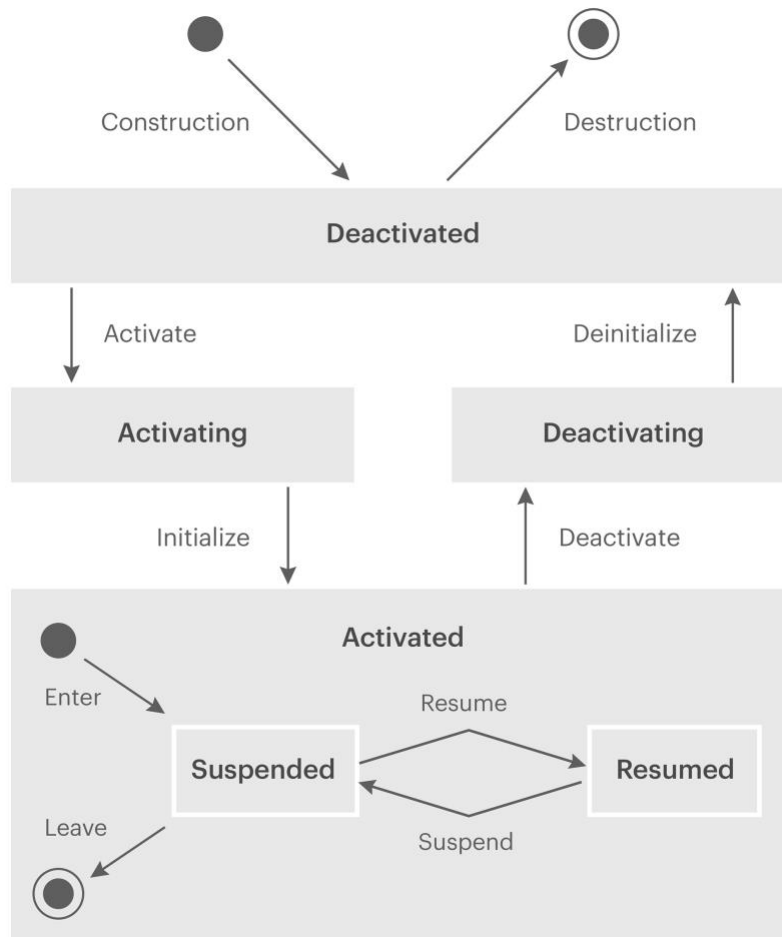 Construction
Destruction
Deactivated
Activate
Deinitialize
Activating
Deactivating
Initialize
Deactivate
Activated
Enter
Resume
Suspended
Resumed
Leave
Suspend